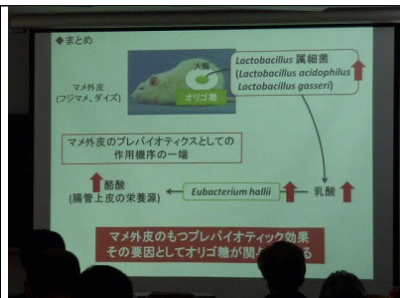 ◆まとめ
大腸
Lactobacillus 属細菌
(Lactobacillus acidophilus
Lactobacillus gasseri)
マメ外皮
(フジマメ、ダイズ)
オリゴ糖
マメ外皮のプレバイオティクスとしての
作用機序の一端
酪酸
(腸管上皮の栄養源)
Eubacterium hallii
乳酸
マメ外皮のもつプレバイオティック効果
その要因としてオリゴ糖が関与 る